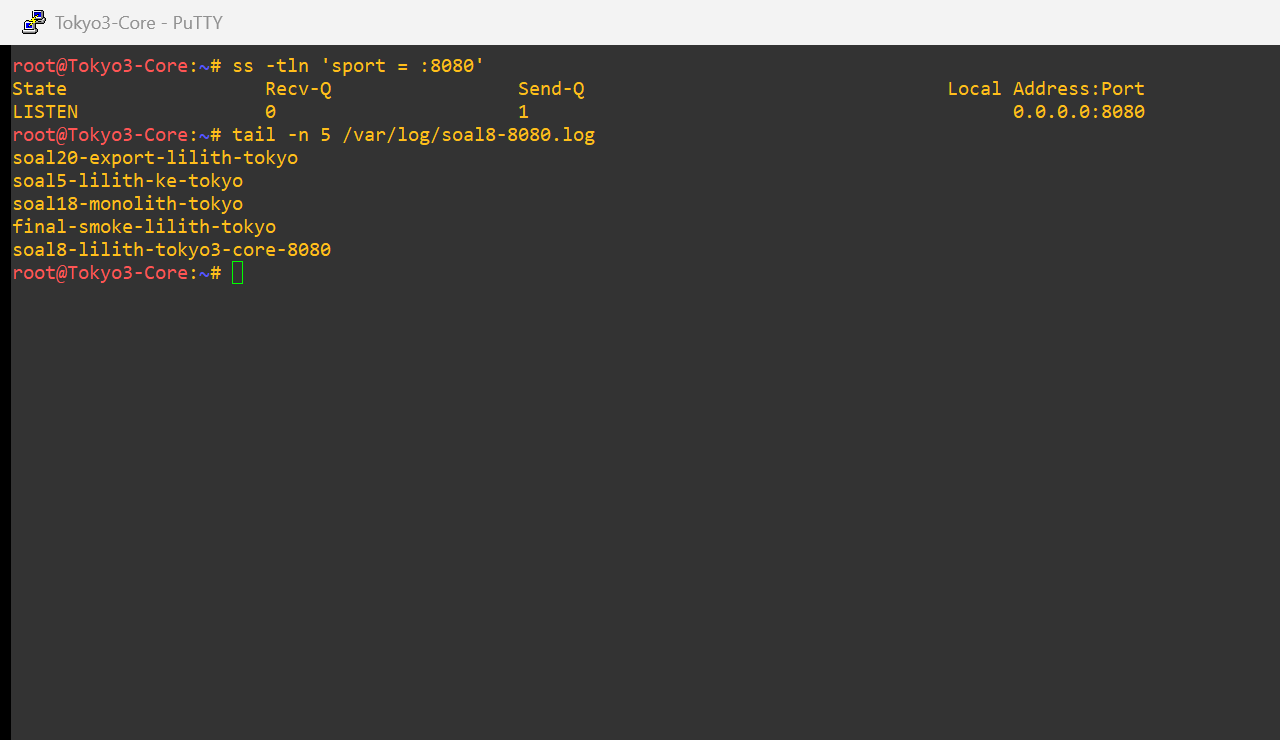 Tokyo3-Core - PuTTY
root@Tokyo3-Core:~# ss -tln 'sport = :8080'
State Recv-Q Send-Q Local Address:Port
LISTEN 0 1 0.0.0.0:8080
root@Tokyo3-Core:~# tail -n 5 /var/log/soal8-8080.log
soal20-export-lilith-tokyo
soal5-lilith-ke-tokyo
soal18-monolith-tokyo
final-smoke-lilith-tokyo
soal8-lilith-tokyo3-core-8080
root@Tokyo3-Core:~#